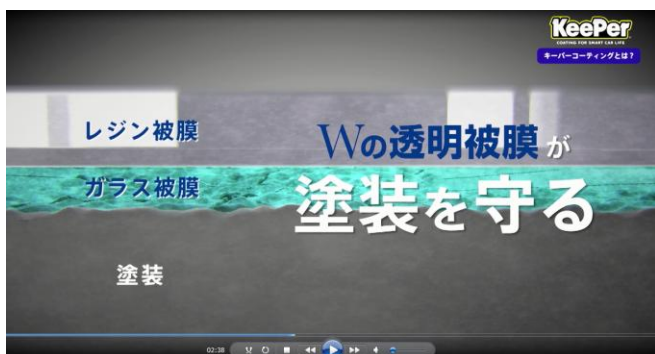 KeePer
COATING FOR SMART CAR LIFE
キーパーコーティングとは?
レジン被膜
Wの透明被膜が
ガラス被膜
塗装を守る
塗装
02:38